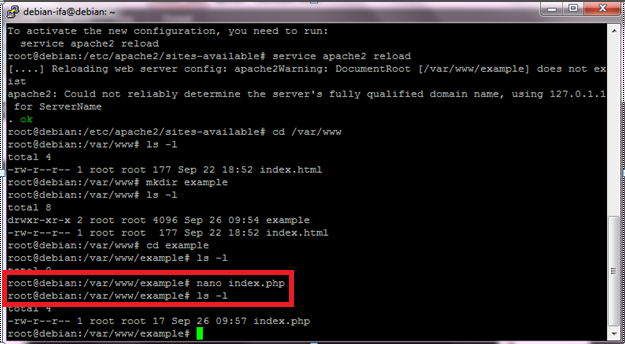 debian-ifa@debian: ~
To activate the new configuration, you need to run:
  service apache2 reload
root@debian:/etc/apache2/sites-available# service apache2 reload
[....] Reloading web server config: apache2Warning: DocumentRoot [/var/www/example] does not ex
ist
apache2: Could not reliably determine the server's fully qualified domain name, using 127.0.1.1
 for ServerName
. ok
root@debian:/etc/apache2/sites-available# cd /var/www
root@debian:/var/www# ls -l
total 4
-rw-r--r-- 1 root root 177 Sep 22 18:52 index.html
root@debian:/var/www# mkdir example
root@debian:/var/www# ls -l
total 8
drwxr-xr-x 2 root root 4096 Sep 26 09:54 example
-rw-r--r-- 1 root root  177 Sep 22 18:52 index.html
root@debian:/var/www# cd example
root@debian:/var/www/example# ls -l
total 0
root@debian:/var/www/example# nano index.php
root@debian:/var/www/example# ls -l
total 4
-rw-r--r-- 1 root root 17 Sep 26 09:57 index.php
root@debian:/var/www/example#